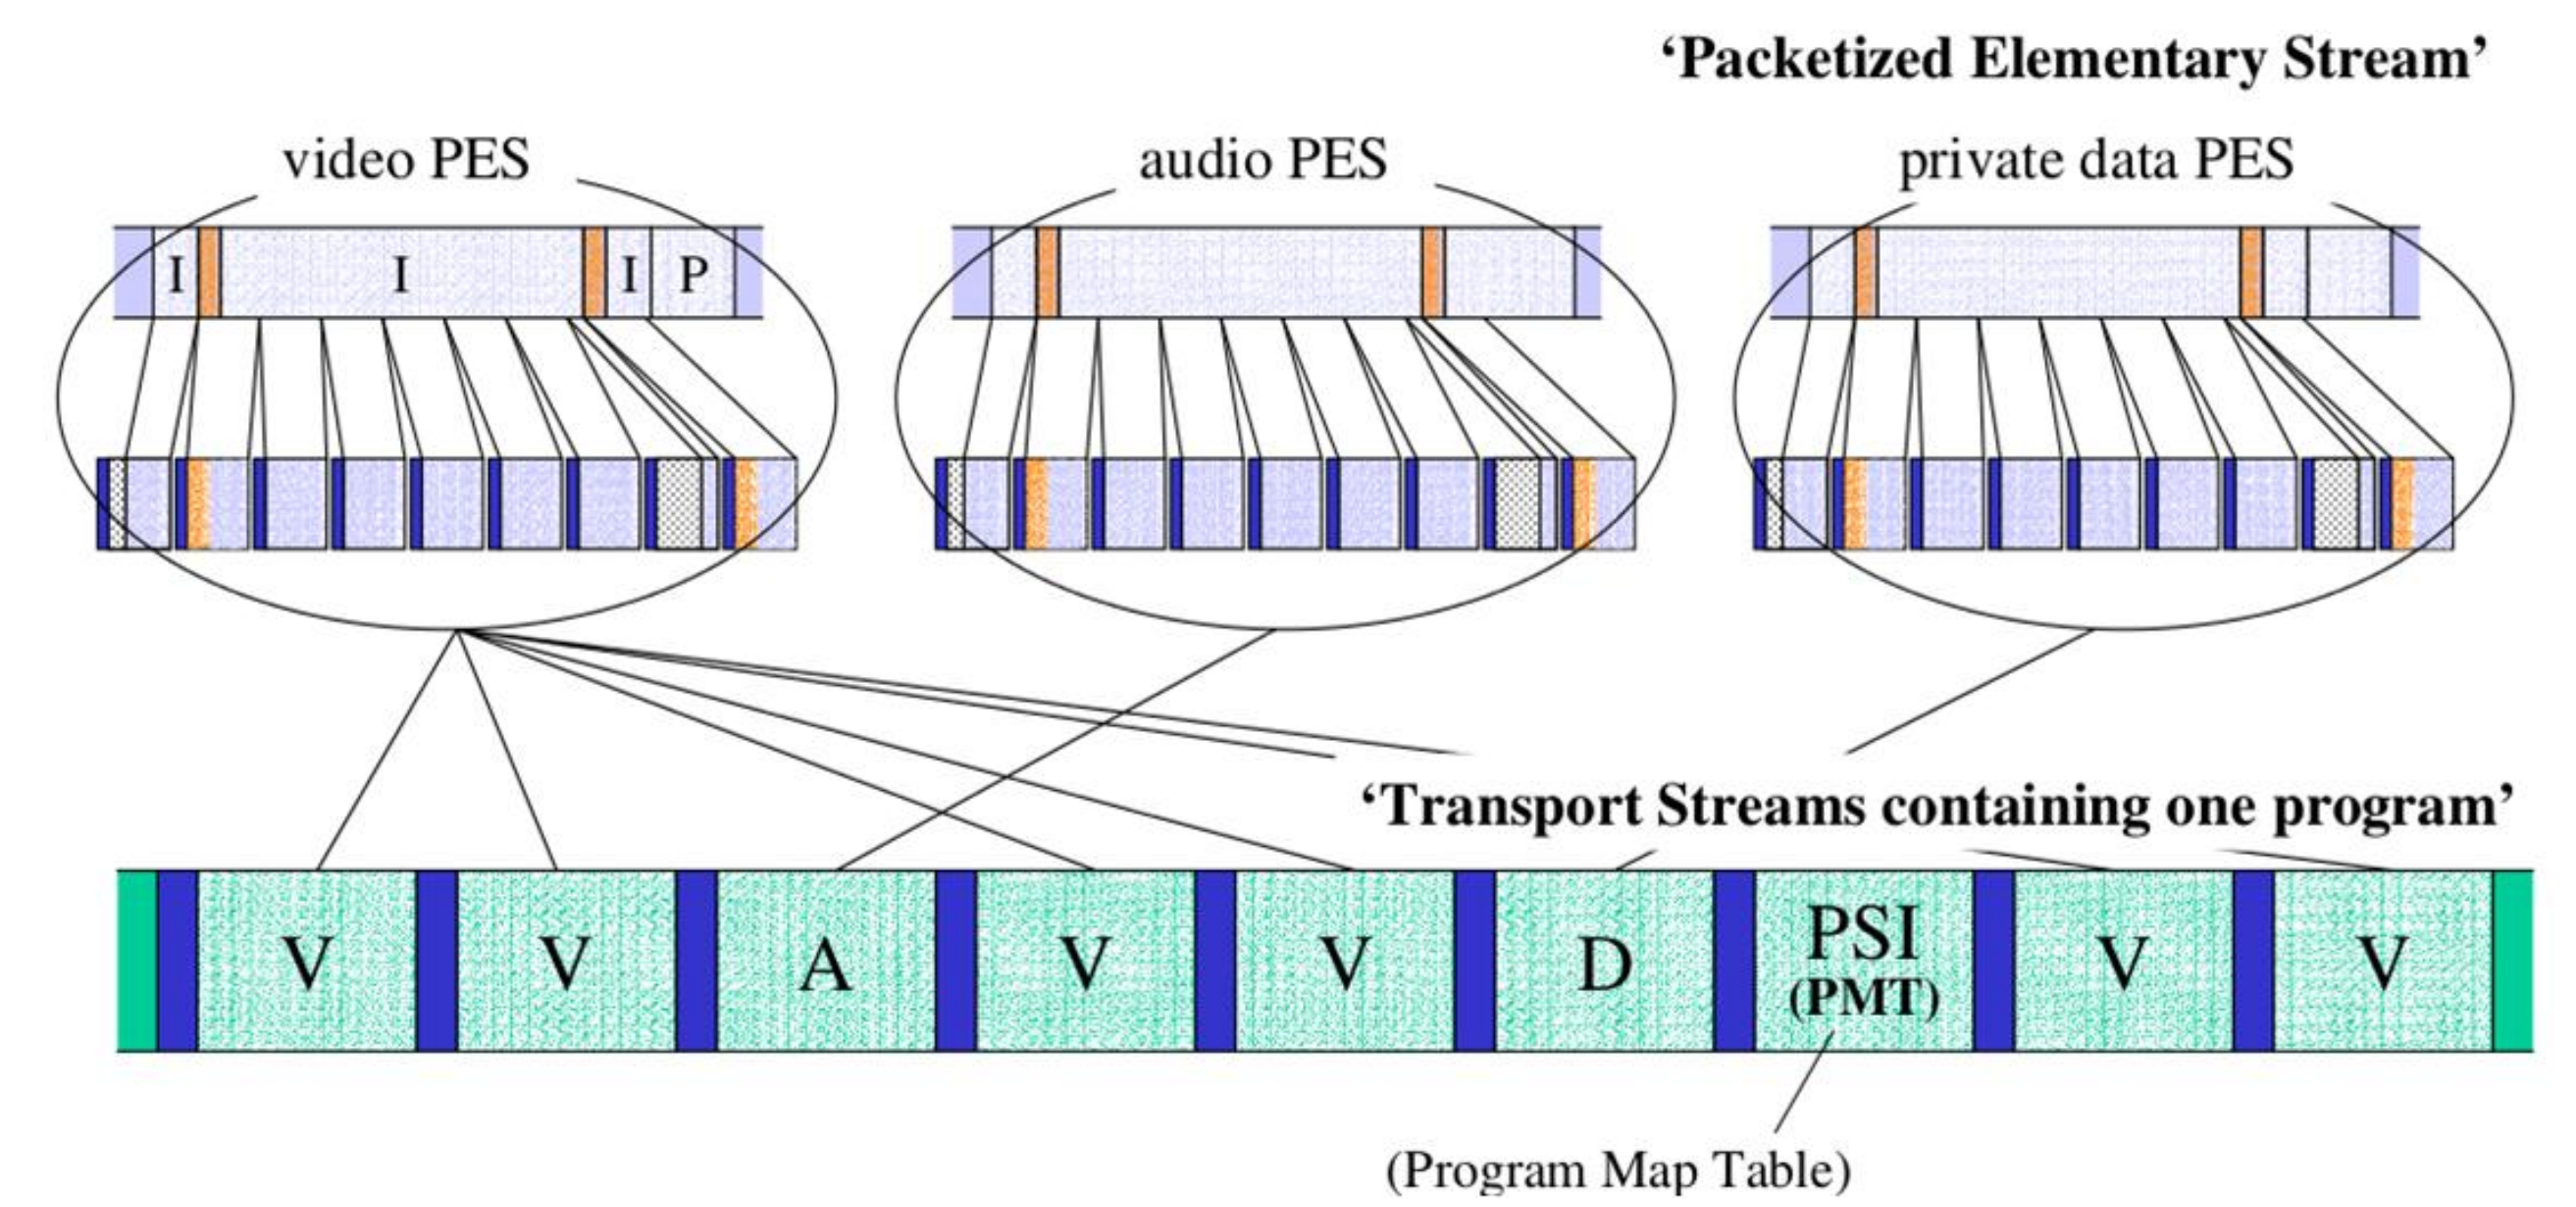 ‘Packetized Elementary Stream’
video PES
audio PES
private data PES
I I I P
‘Transport Streams containing one program’
V V A V V D PSI (PMT) V V
(Program Map Table)